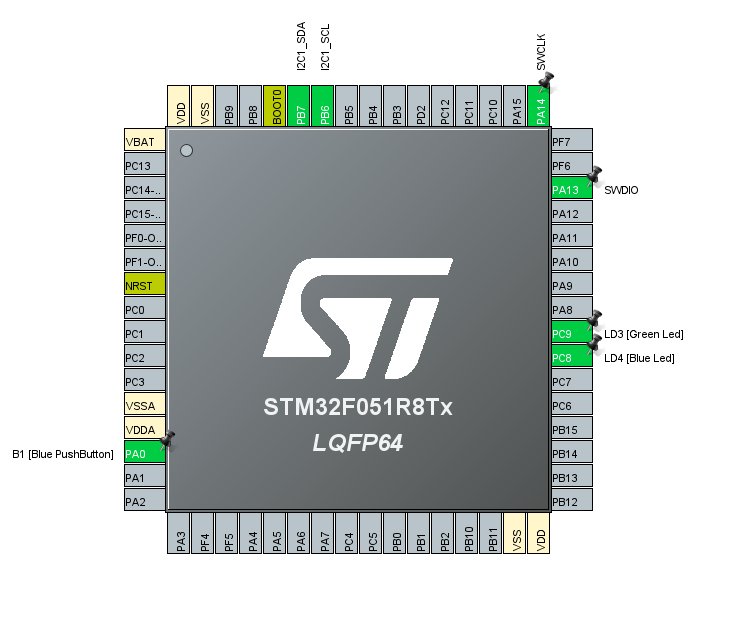 I2C1_SDA
I2C1_SCL
SWCLK
VDD
VSS
PB9
PB8
BOOT0
PB7
PB6
PB5
PB4
PB3
PD2
PC12
PC11
PC10
PA15
PA14
VBAT
PC13
PC14-..
PC15-..
PF0-O..
PF1-O..
NRST
PC0
PC1
PC2
PC3
VSSA
VDDA
B1 [Blue PushButton] PA0
PA1
PA2
PF7
PF6
PA13 SWDIO
PA12
PA11
PA10
PA9
PA8
PC9 LD3 [Green Led]
PC8 LD4 [Blue Led]
PC7
PC6
PB15
PB14
PB13
PB12
ST
STM32F051R8Tx
LQFP64
PA3
PF4
PF5
PA4
PA5
PA6
PA7
PC4
PC5
PB0
PB1
PB2
PB10
PB11
VSS
VDD